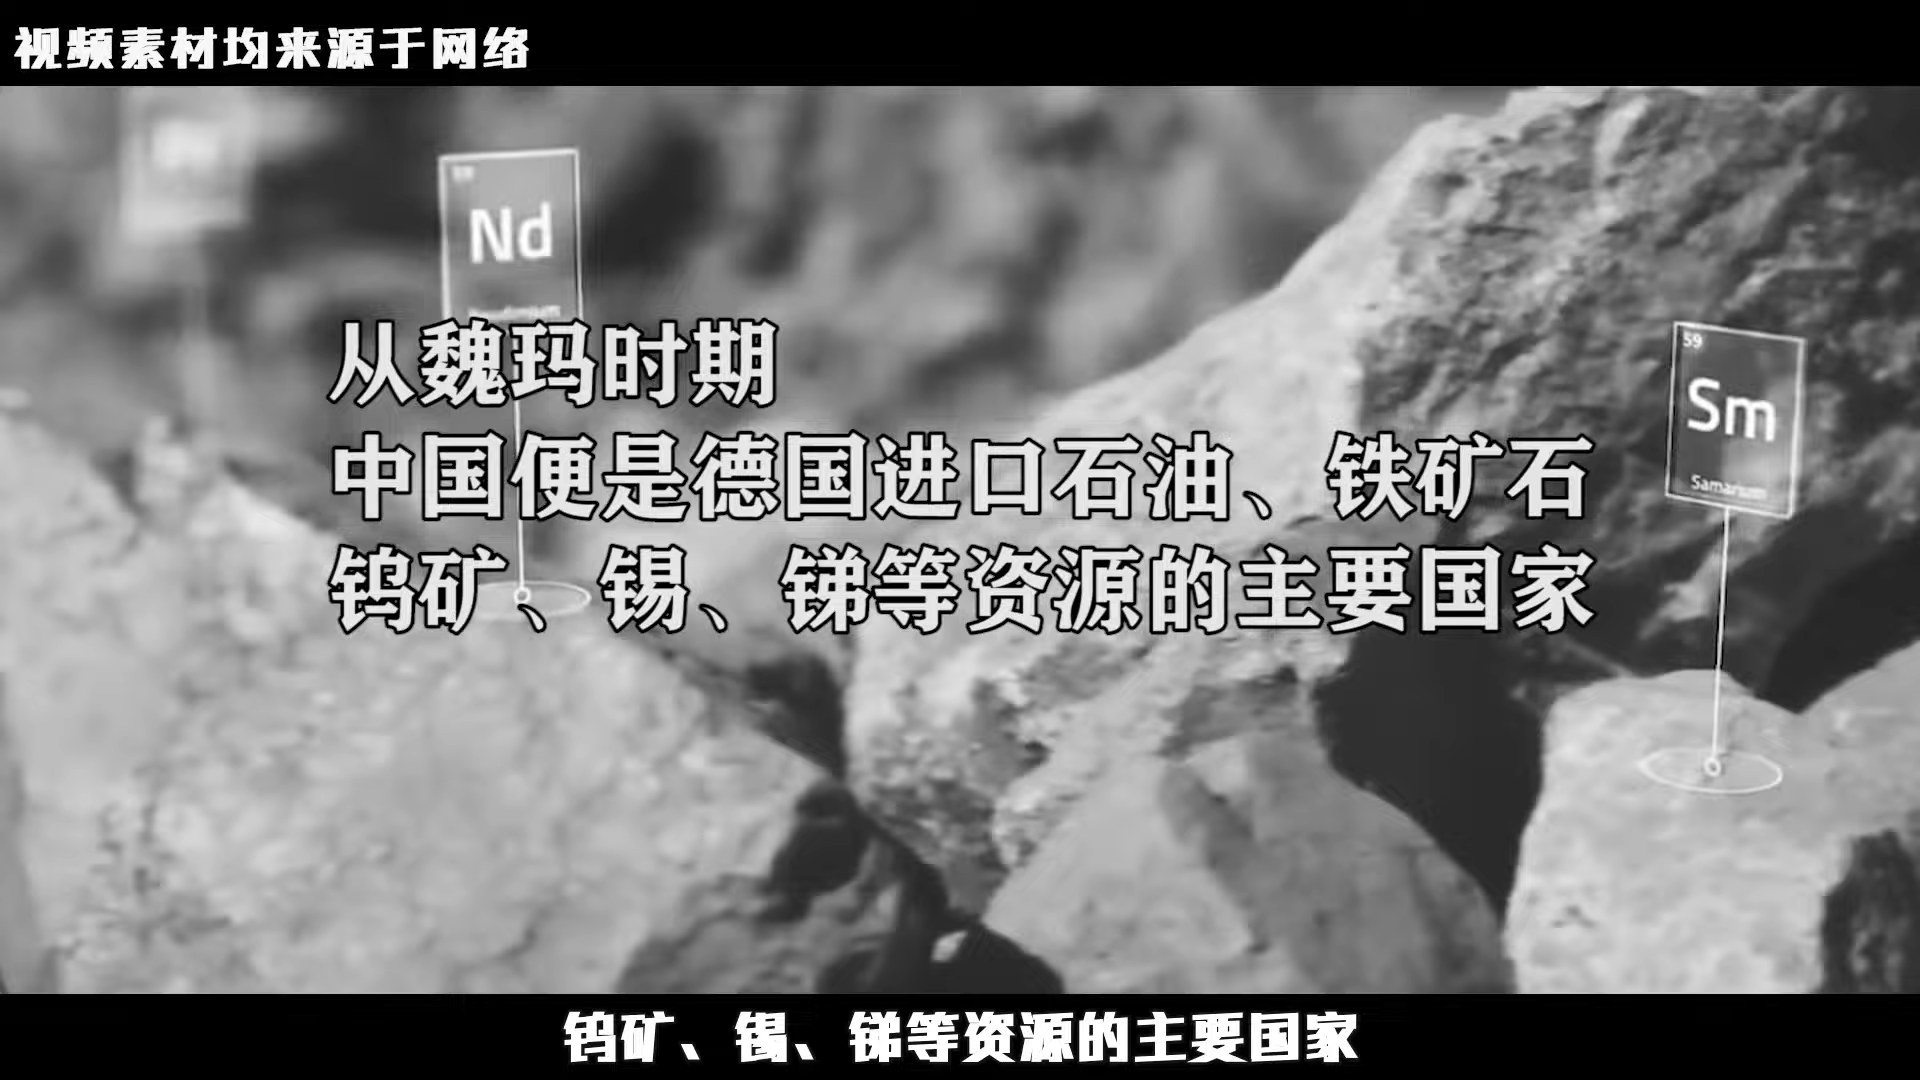 视频素材均来源于网络
Nd
59
Sm
Samarium
从魏玛时期
中国便是德国进口石油、铁矿石
钨矿、锡、锑等资源的主要国家
钨矿、锡、锑等资源的主要国家